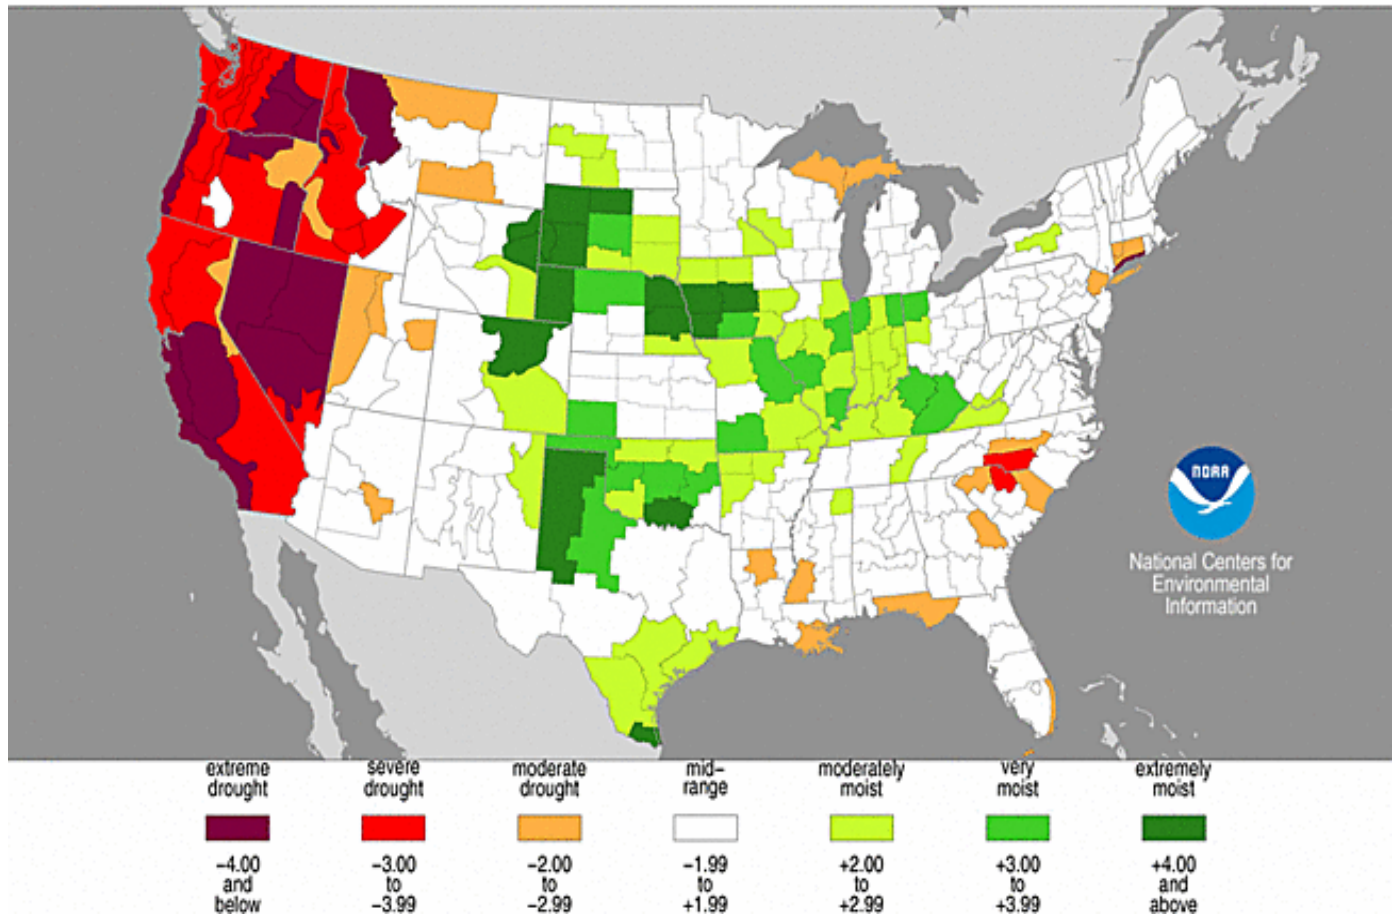 NOAA
National Centers for
Environmental
Information
extreme
drought
severe
drought
moderate
drought
mid–
range
moderately
moist
very
moist
extremely
moist
−4.00
and
below
−3.00
to
−3.99
−2.00
to
−2.99
−1.99
to
+1.99
+2.00
to
+2.99
+3.00
to
+3.99
+4.00
and
above